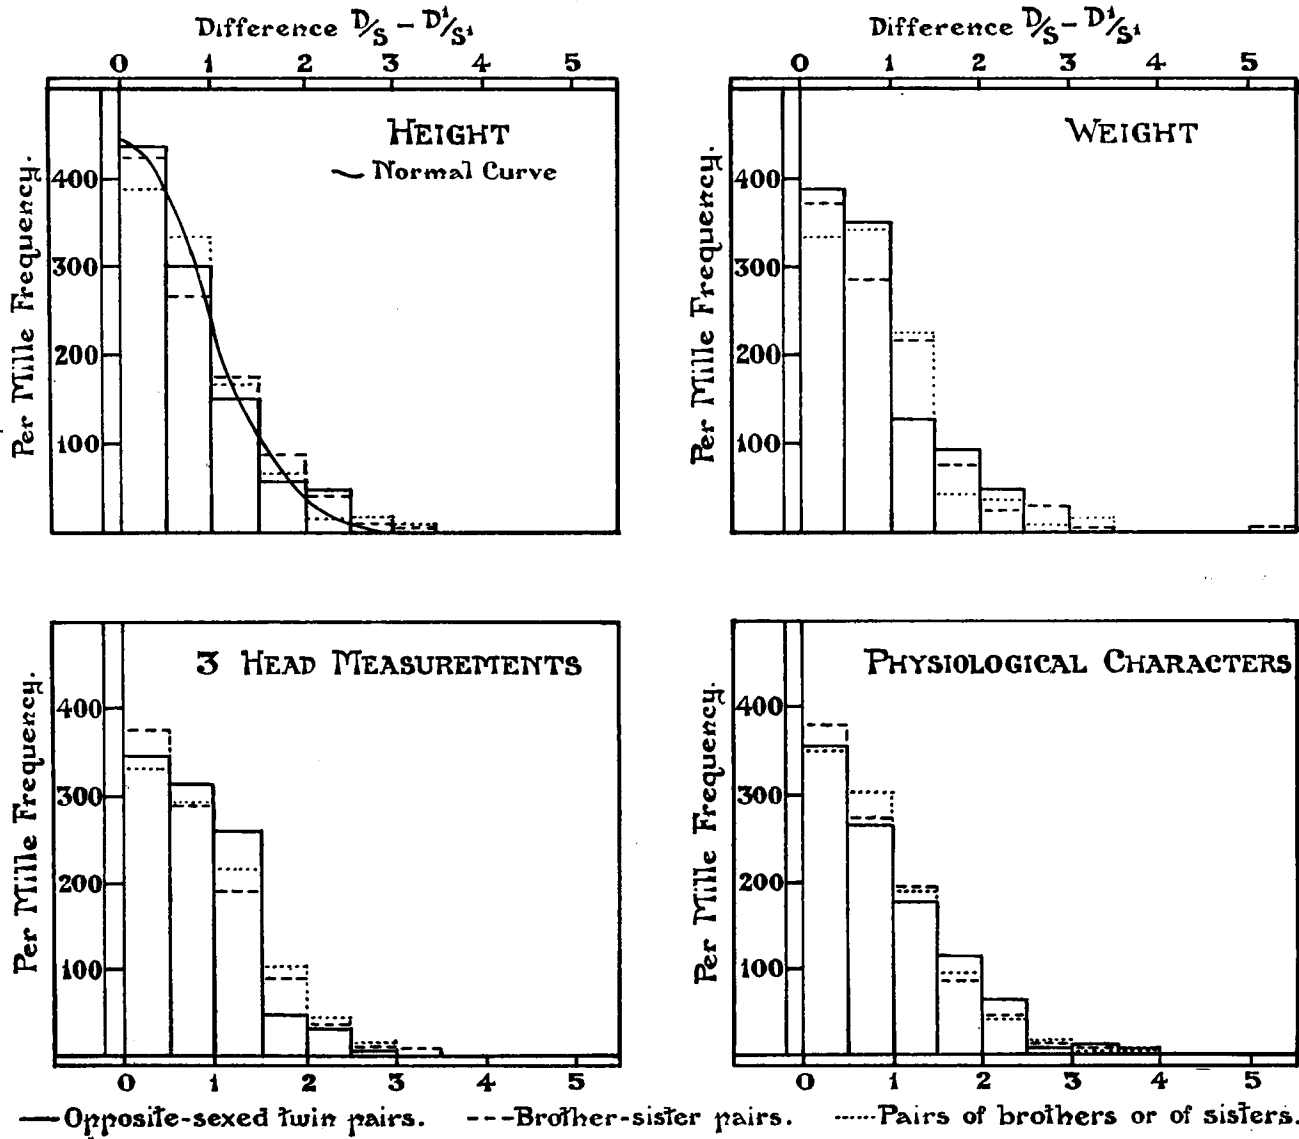 Difference D/S – D¹/S¹
0 1 2 3 4 5
HEIGHT
Normal Curve
Per Mille Frequency.
400
300
200
100
Difference D/S – D¹/S¹
0 1 2 3 4 5
WEIGHT
Per Mille Frequency.
400
300
200
100
3 HEAD MEASUREMENTS
Per Mille Frequency.
400
300
200
100
0 1 2 3 4 5
PHYSIOLOGICAL CHARACTERS
Per Mille Frequency.
400
300
200
100
0 1 2 3 4 5
Opposite-sexed twin pairs. Brother-sister pairs. Pairs of brothers or of sisters.